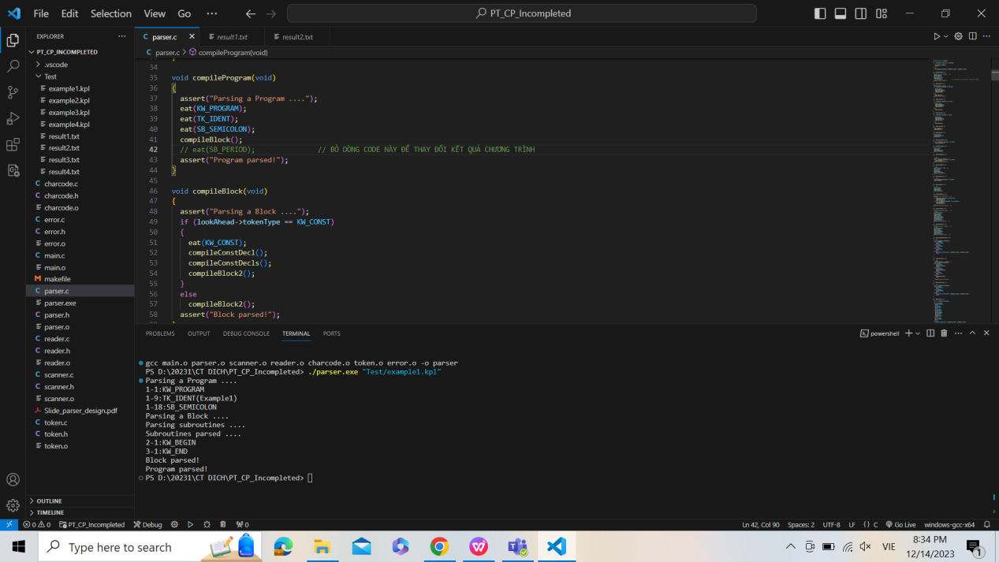 File Edit Selection View Go ··· PT_CP_Incompleted
EXPLORER ···
PT_CP_INCOMPLETED
.vscode
Test
example1.kpl
example2.kpl
example3.kpl
example4.kpl
result1.txt
result2.txt
result3.txt
result4.txt
charcode.c
charcode.h
charcode.o
error.c
error.h
error.o
main.c
main.o
makefile
parser.c
parser.exe
parser.h
parser.o
reader.c
reader.h
reader.o
scanner.c
scanner.h
scanner.o
Slide_parser_design.pdf
token.c
token.h
token.o
OUTLINE
TIMELINE
parser.c result1.txt result2.txt
parser.c > compileProgram(void)
34
35 void compileProgram(void)
36 {
37 assert("Parsing a Program ....");
38 eat(KW_PROGRAM);
39 eat(TK_IDENT);
40 eat(SB_SEMICOLON);
41 compileBlock();
42 // eat(SB_PERIOD); // BỎ DÒNG CODE NÀY ĐỂ THAY ĐỔI KẾT QUẢ CHƯƠNG TRÌNH
43 assert("Program parsed!");
44 }
45
46 void compileBlock(void)
47 {
48 assert("Parsing a Block ....");
49 if (lookAhead->tokenType == KW_CONST)
50 {
51 eat(KW_CONST);
52 compileConstDecl();
53 compileConstDecls();
54 compileBlock2();
55 }
56 else
57 compileBlock2();
58 assert("Block parsed!");
PROBLEMS OUTPUT DEBUG CONSOLE TERMINAL PORTS powershell
gcc main.o parser.o scanner.o reader.o charcode.o token.o error.o -o parser
PS D:\20231\CT DICH\PT_CP_Incompleted> ./parser.exe "Test/example1.kpl"
Parsing a Program ....
1-1:KW_PROGRAM
1-9:TK_IDENT(Example1)
1-18:SB_SEMICOLON
Parsing a Block ....
Parsing subroutines ....
Subroutines parsed ....
2-1:KW_BEGIN
3-1:KW_END
Block parsed!
Program parsed!
PS D:\20231\CT DICH\PT_CP_Incompleted>
0 0 PT_CP_Incompleted Debug 0 Ln 42, Col 90 Spaces: 2 UTF-8 LF {} C Go Live windows-gcc-x64
Type here to search VIE 8:34 PM
12/14/2023 1